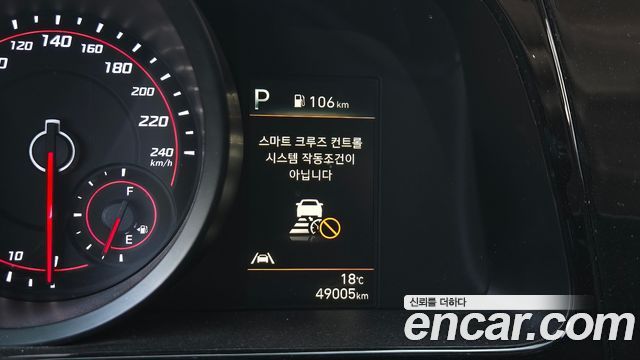 120 140 160
180
200
220
240
km/h
10
F
E
P 106 km
스마트 크루즈 컨트롤
시스템 작동조건이
아닙니다
18℃
49005km
신뢰를 더하다
encar.com